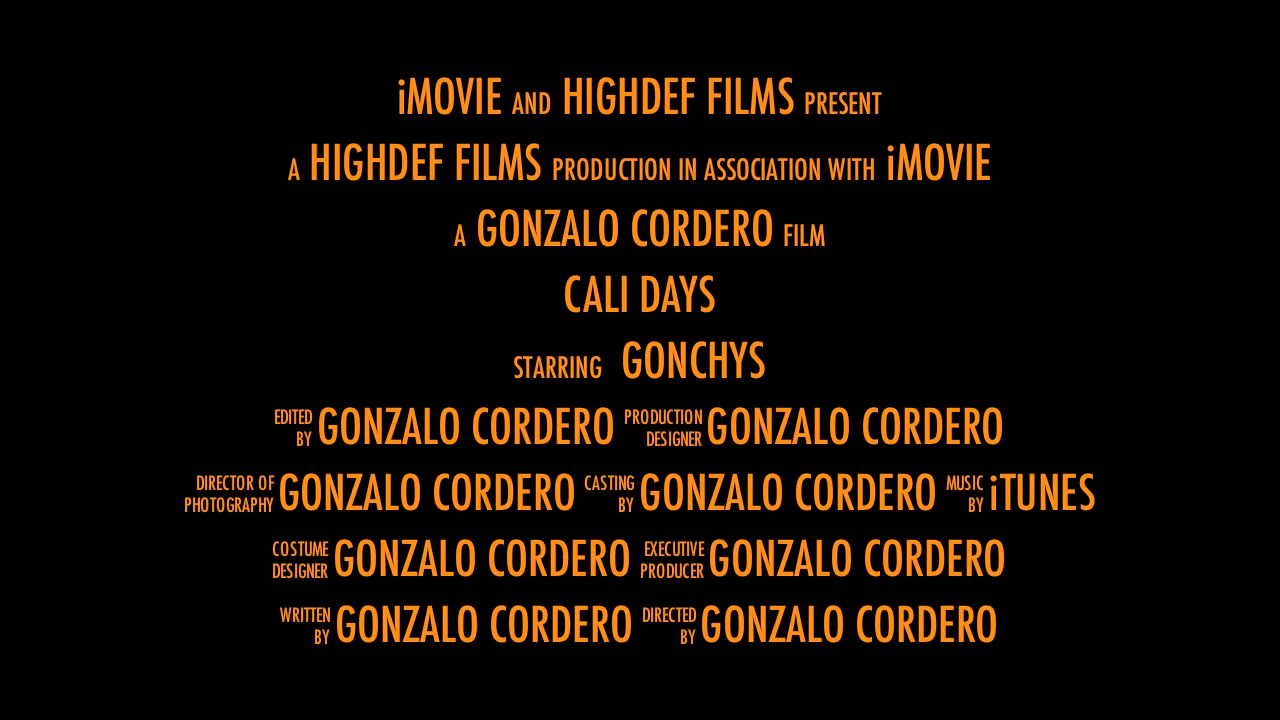 iMOVIE AND HIGHDEF FILMS PRESENT
A HIGHDEF FILMS PRODUCTION IN ASSOCIATION WITH iMOVIE
A GONZALO CORDERO FILM
CALI DAYS
STARRING GONCHYS
EDITED BY GONZALO CORDERO PRODUCTION DESIGNER GONZALO CORDERO
DIRECTOR OF PHOTOGRAPHY GONZALO CORDERO CASTING BY GONZALO CORDERO MUSIC BY iTUNES
COSTUME DESIGNER GONZALO CORDERO EXECUTIVE PRODUCER GONZALO CORDERO
WRITTEN BY GONZALO CORDERO DIRECTED BY GONZALO CORDERO